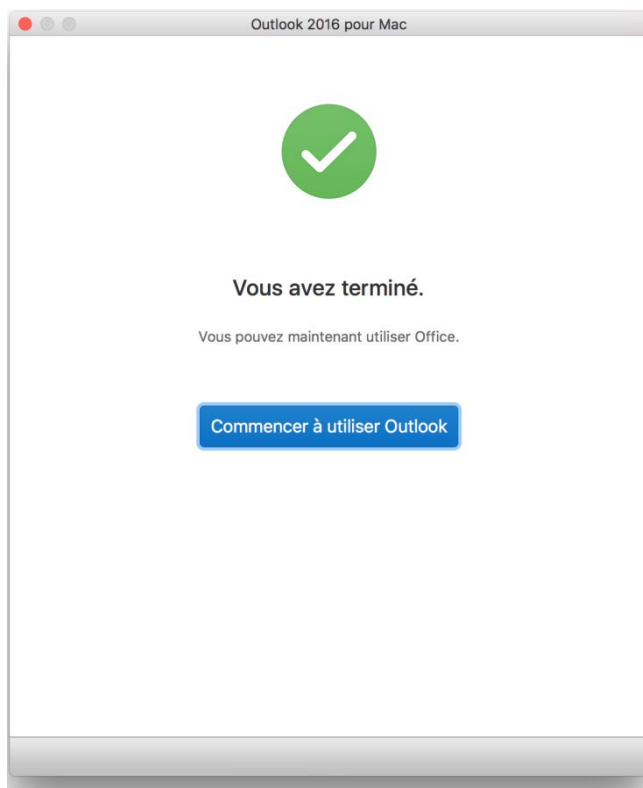 Outlook 2016 pour Mac
Vous avez terminé.
Vous pouvez maintenant utiliser Office.
Commencer à utiliser Outlook